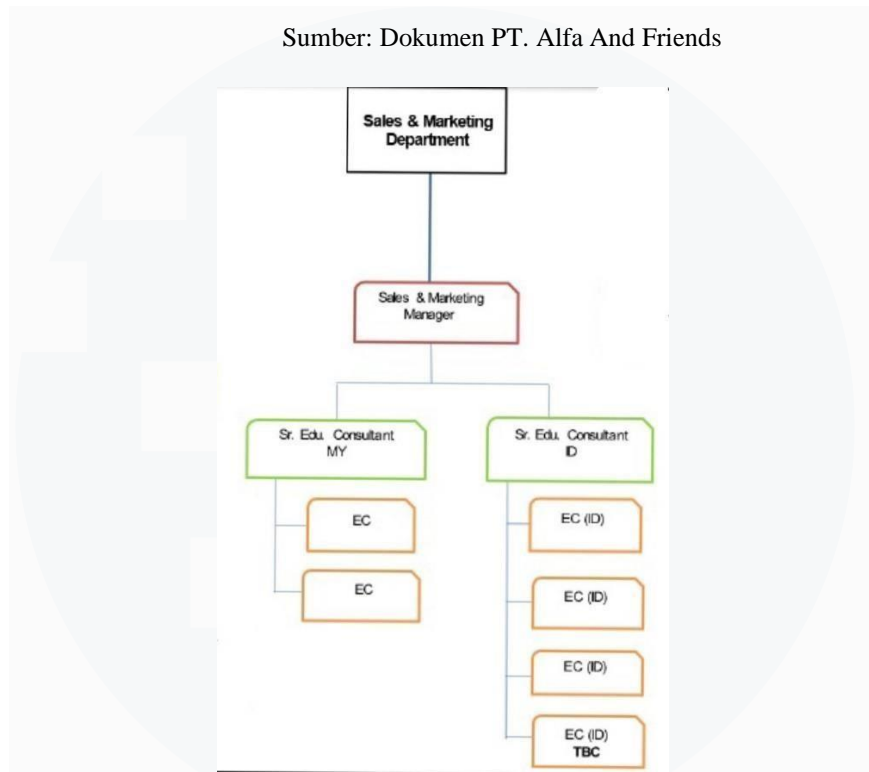 Sumber: Dokumen PT. Alfa And Friends
Sales & Marketing
Department
Sales & Marketing
Manager
Sr. Edu. Consultant
MY
Sr. Edu. Consultant
ID
EC
EC
EC (ID)
EC (ID)
EC (ID)
EC (ID)
TBC